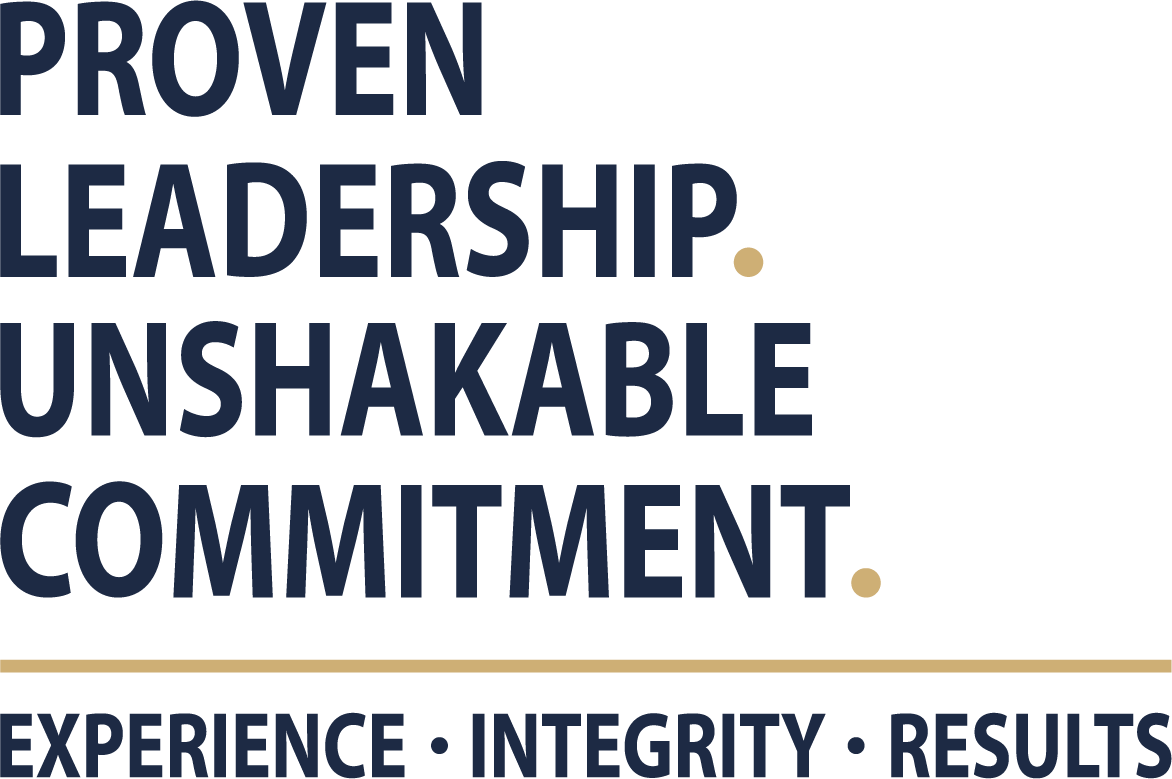 PROVEN
LEADERSHIP.
UNSHAKABLE
COMMITMENT.
EXPERIENCE • INTEGRITY • RESULTS